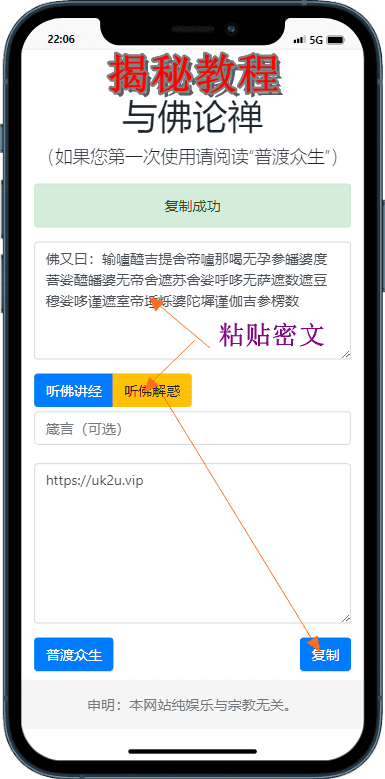 22:06
5G
揭秘教程
与佛论禅
（如果您第一次使用请阅读“普渡众生”）
复制成功
佛又曰：输嚧醯吉提舍帝嚧那喝无孕参皤婆度
菩娑醯皤婆无帝舍遮苏舍娑呼哆无萨遮数遮豆
穆娑哆谨遮室帝
烁婆陀墀谨伽吉参楞数
粘贴密文
听佛讲经
听佛解惑
箴言（可选）
https://uk2u.vip
普渡众生
复制
申明：本网站纯娱乐与宗教无关。